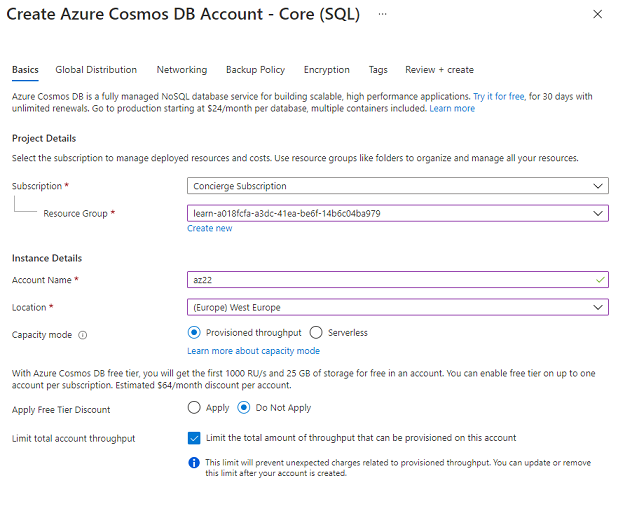 Create Azure Cosmos DB Account - Core (SQL) ...
Basics Global Distribution Networking Backup Policy Encryption Tags Review + create
Azure Cosmos DB is a fully managed NoSQL database service for building scalable, high performance applications. Try it for free, for 30 days with
unlimited renewals. Go to production starting at $24/month per database, multiple containers included. Learn more
Project Details
Select the subscription to manage deployed resources and costs. Use resource groups like folders to organize and manage all your resources.
Subscription * Concierge Subscription
Resource Group * learn-a018fcfa-a3dc-41ea-be6f-14b6c04ba979
Create new
Instance Details
Account Name * az22
Location * (Europe) West Europe
Capacity mode Provisioned throughput Serverless
Learn more about capacity mode
With Azure Cosmos DB free tier, you will get the first 1000 RU/s and 25 GB of storage for free in an account. You can enable free tier on up to one
account per subscription. Estimated $64/month discount per account.
Apply Free Tier Discount Apply Do Not Apply
Limit total account throughput Limit the total amount of throughput that can be provisioned on this account
This limit will prevent unexpected charges related to provisioned throughput. You can update or remove
this limit after your account is created.